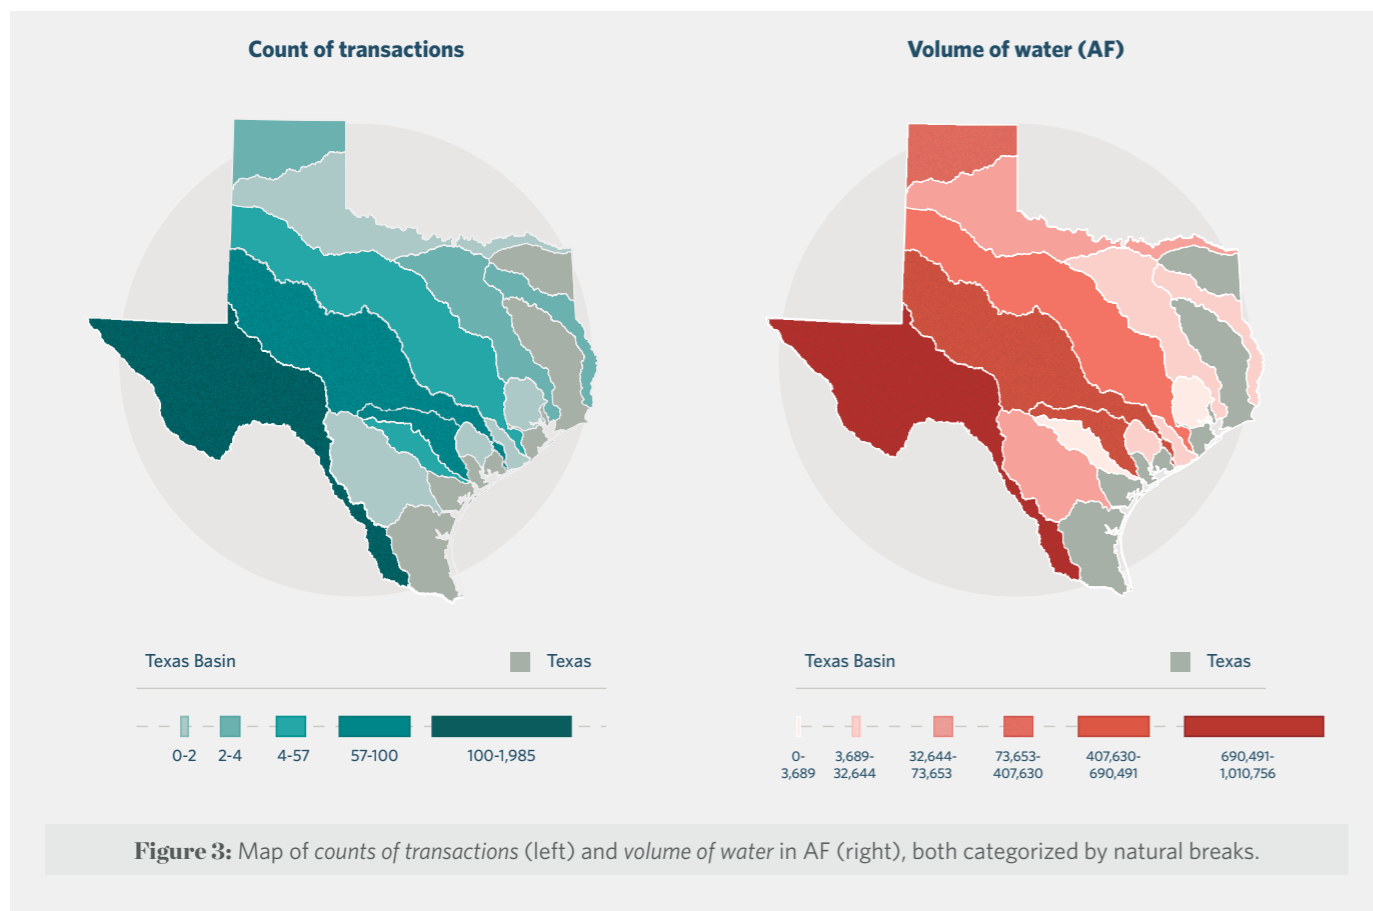 Count of transactions
Texas Basin
Texas
0-2
2-4
4-57
57-100
100-1,985
Volume of water (AF)
Texas Basin
Texas
0-
3,689
3,689-
32,644
32,644-
73,653
73,653-
407,630
407,630-
690,491
690,491-
1,010,756
Figure 3: Map of counts of transactions (left) and volume of water in AF (right), both categorized by natural breaks.